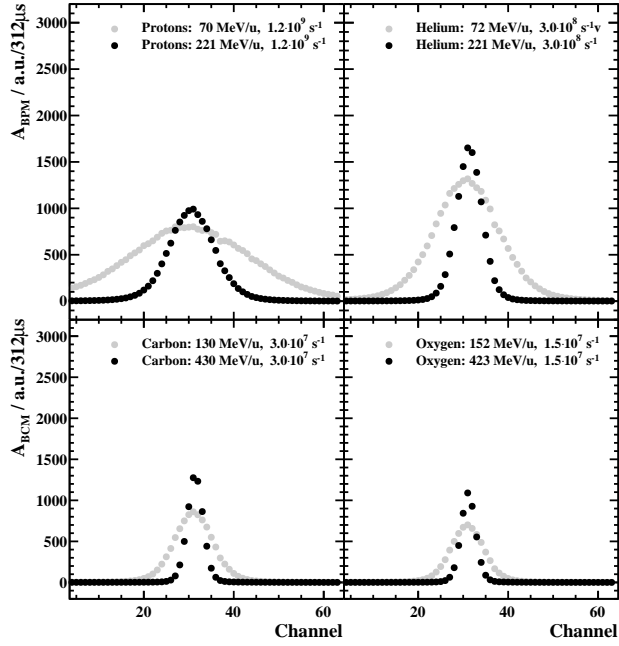 A_BPM / a.u./312μs
3000
2500
2000
1500
1000
500
0
Protons: 70 MeV/u, 1.2·10⁹ s⁻¹
Protons: 221 MeV/u, 1.2·10⁹ s⁻¹
Helium: 72 MeV/u, 3.0·10⁸ s⁻¹v
Helium: 221 MeV/u, 3.0·10⁸ s⁻¹
A_BCM / a.u./312μs
3000
2500
2000
1500
1000
500
0
Carbon: 130 MeV/u, 3.0·10⁷ s⁻¹
Carbon: 430 MeV/u, 3.0·10⁷ s⁻¹
Oxygen: 152 MeV/u, 1.5·10⁷ s⁻¹
Oxygen: 423 MeV/u, 1.5·10⁷ s⁻¹
20 40 60
Channel
20 40 60
Channel